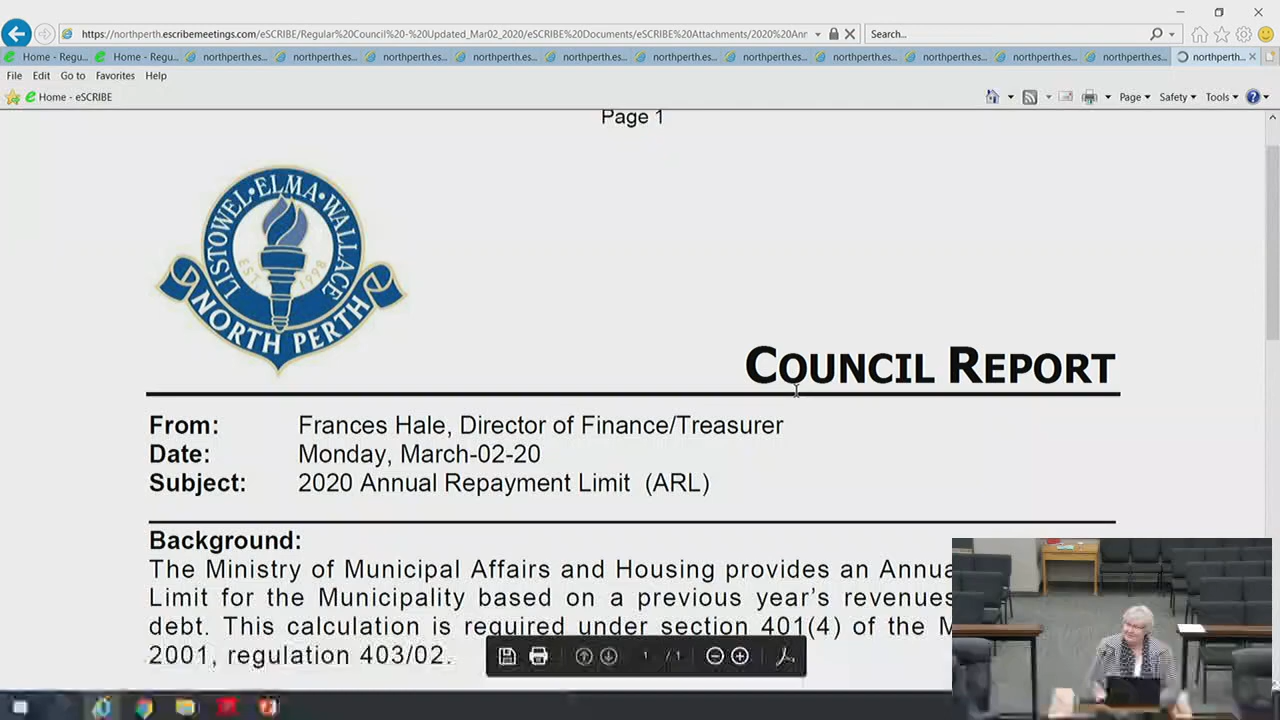 https://northperth.escribemeetings.com/eSCRIBE/Regular%20Council%20-%20Updated_Mar02_2020/eSCRIBE%20Documents/eSCRIBE%20Attachments/2020%20Anr
Search...
Home - Regu... Home - Regu... northperth.es... northperth.es... northperth.es... northperth.es... northperth.es... northperth.es... northperth.es... northperth.es... northperth.es... northperth.es... northperth... northperth.es...
File Edit Go to Favorites Help
Home - eSCRIBE
Page Safety Tools
Page 1
LISTOWEL•ELMA•WALLACE
EST. 1998
NORTH PERTH
COUNCIL REPORT
From: Frances Hale, Director of Finance/Treasurer
Date: Monday, March-02-20
Subject: 2020 Annual Repayment Limit (ARL)
Background:
The Ministry of Municipal Affairs and Housing provides an Annua
Limit for the Municipality based on a previous year's revenues
debt. This calculation is required under section 401(4) of the M
2001, regulation 403/02.
1 / 1